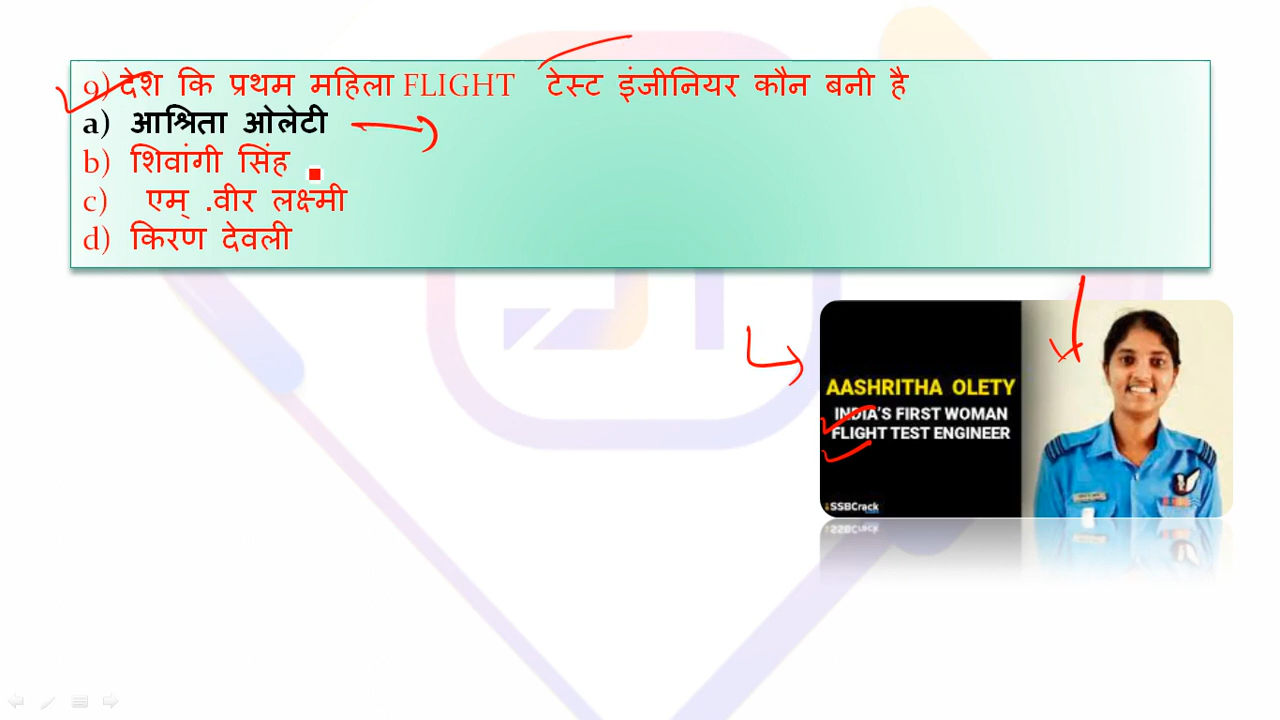 9) देश कि प्रथम महिला FLIGHT टेस्ट इंजीनियर कौन बनी है
a) आश्रिता ओलेटी
b) शिवांगी सिंह
c) एम् .वीर लक्ष्मी
d) किरण देवली
AASHRITHA OLETY
INDIA'S FIRST WOMAN
FLIGHT TEST ENGINEER
SSBCrack